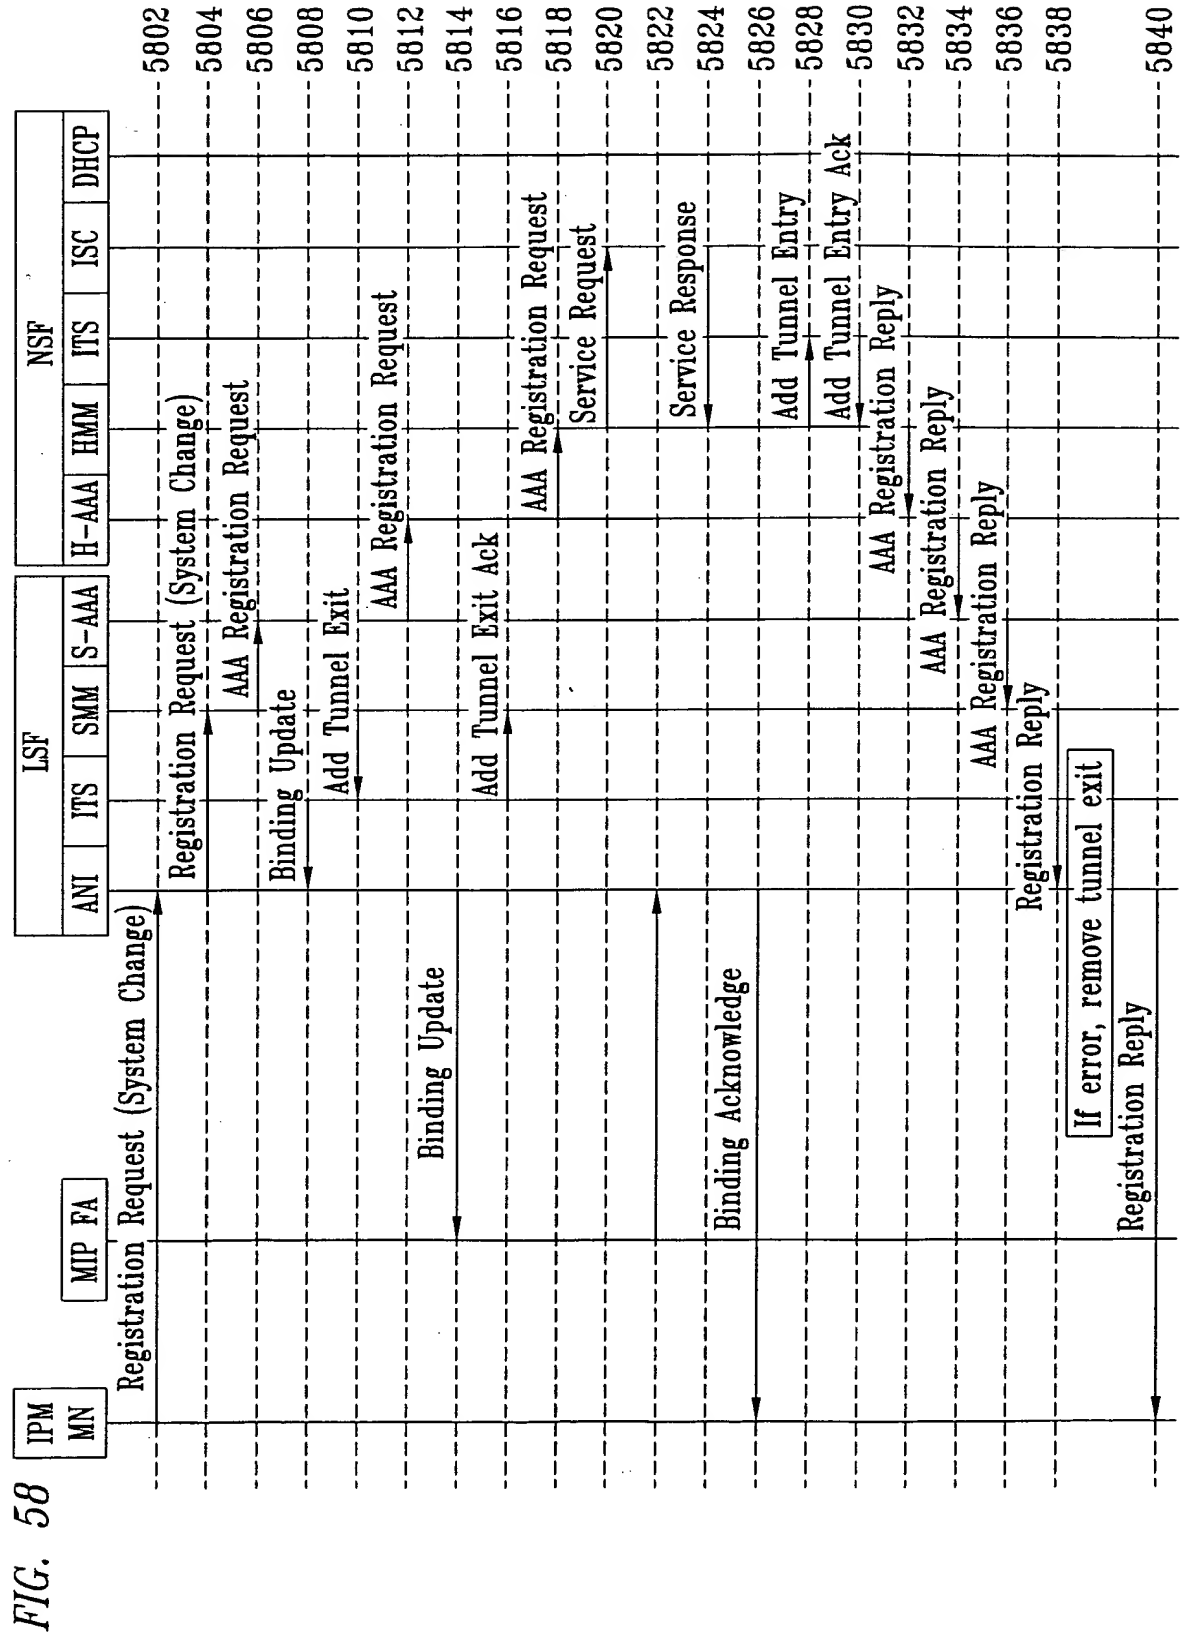 FIG. 58
IPM
MN
MIP FA
LSF
ANI
ITS
SMM
S-AAA
NSF
H-AAA
HMM
ITS
ISC
DHCP
Registration Request (System Change)
5802
Registration Request (System Change)
5804
AAA Registration Request
5806
Binding Update
5808
Add Tunnel Exit
5810
AAA Registration Request
5812
Binding Update
5814
Add Tunnel Exit Ack
5816
AAA Registration Request
5818
Service Request
5820
5822
Service Response
5824
Binding Acknowledge
5826
Add Tunnel Entry
5828
Add Tunnel Entry Ack
5830
AAA Registration Reply
5832
AAA Registration Reply
5834
AAA Registration Reply
5836
Registration Reply
5838
If error, remove tunnel exit
Registration Reply
5840